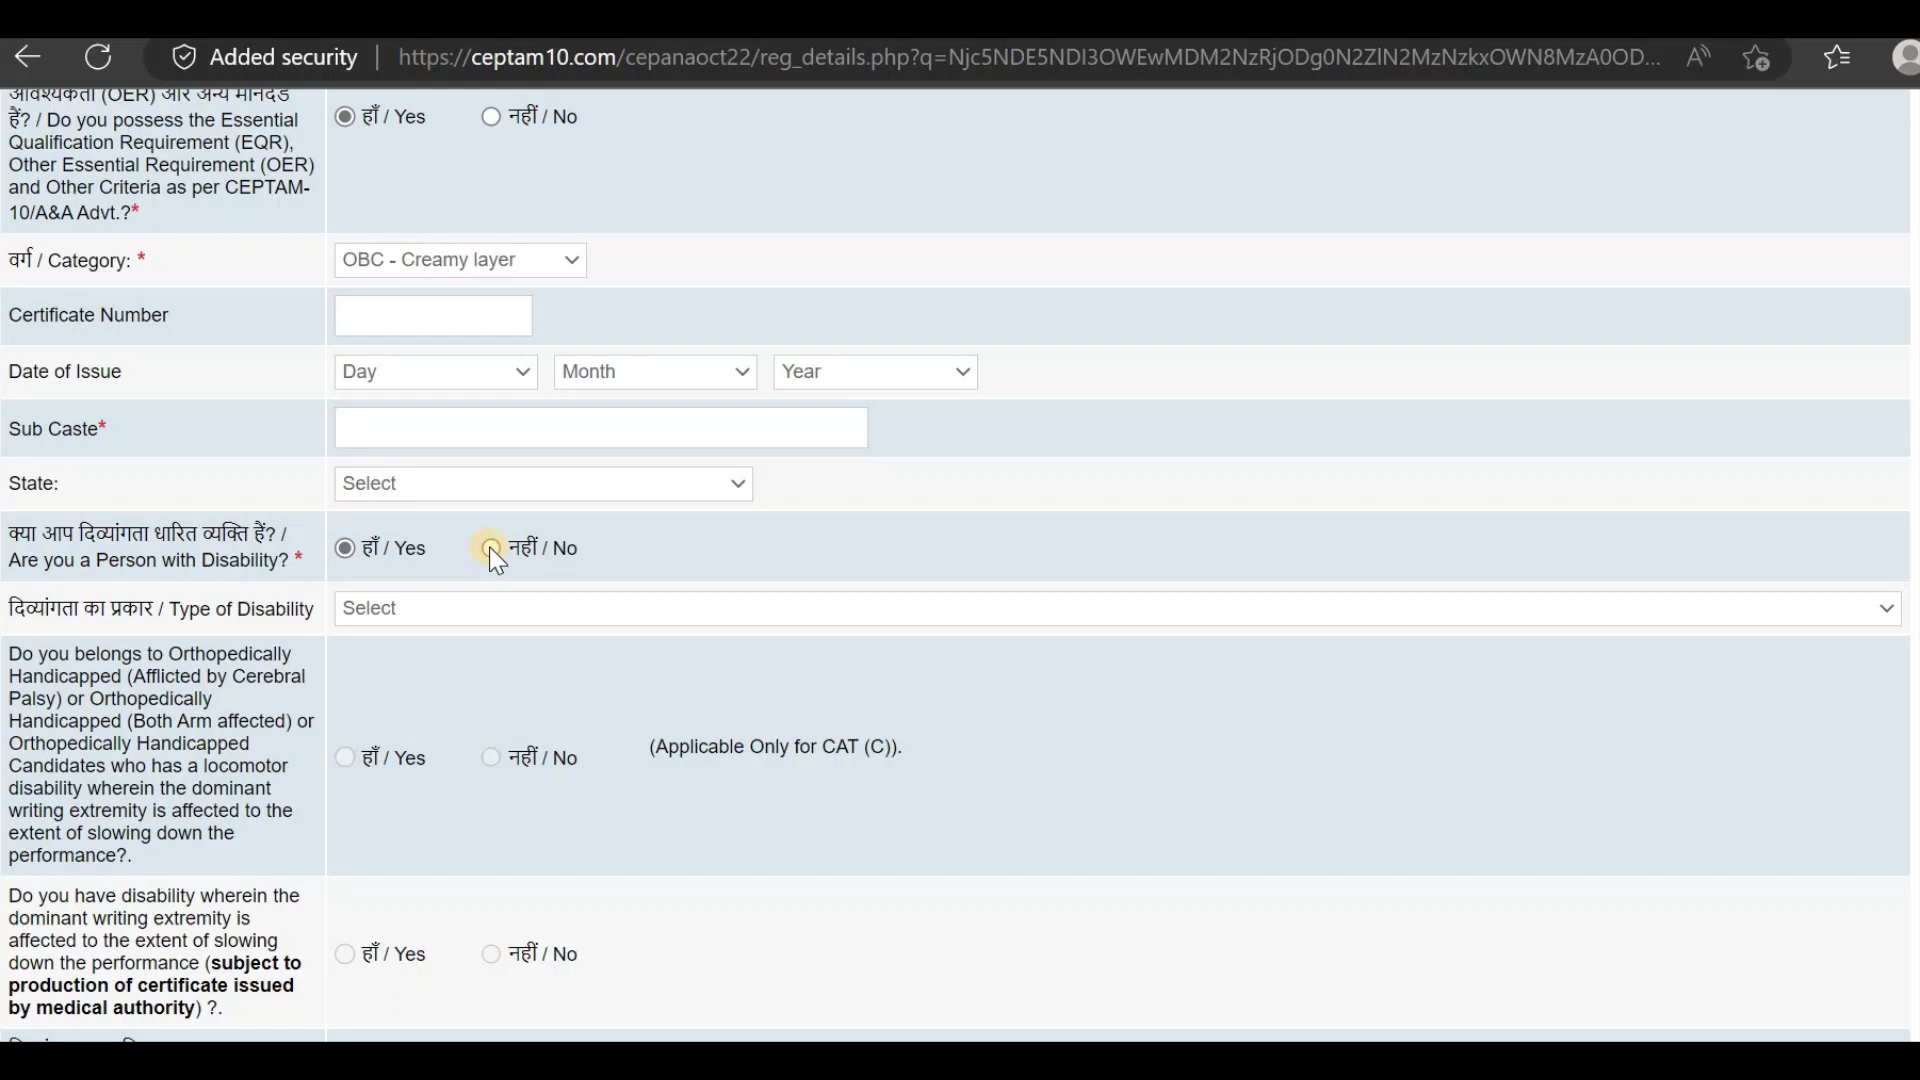 Added security | https://ceptam10.com/cepanaoct22/reg_details.php?q=Njc5NDE5NDI3OWEwMDM2NzRjODg0N2ZlN2MzNzkxOWN8MzA0OD...
आवश्यकता (OER) और अन्य मानदंड
हैं? / Do you possess the Essential
Qualification Requirement (EQR),
Other Essential Requirement (OER)
and Other Criteria as per CEPTAM-
10/A&A Advt.?*
हाँ / Yes नहीं / No
वर्ग / Category: * OBC - Creamy layer
Certificate Number
Date of Issue Day Month Year
Sub Caste*
State: Select
क्या आप दिव्यांगता धारित व्यक्ति हैं? /
Are you a Person with Disability? *
हाँ / Yes नहीं / No
दिव्यांगता का प्रकार / Type of Disability Select
Do you belongs to Orthopedically
Handicapped (Afflicted by Cerebral
Palsy) or Orthopedically
Handicapped (Both Arm affected) or
Orthopedically Handicapped
Candidates who has a locomotor
disability wherein the dominant
writing extremity is affected to the
extent of slowing down the
performance?.
हाँ / Yes नहीं / No (Applicable Only for CAT (C)).
Do you have disability wherein the
dominant writing extremity is
affected to the extent of slowing
down the performance (subject to
production of certificate issued
by medical authority) ?.
हाँ / Yes नहीं / No